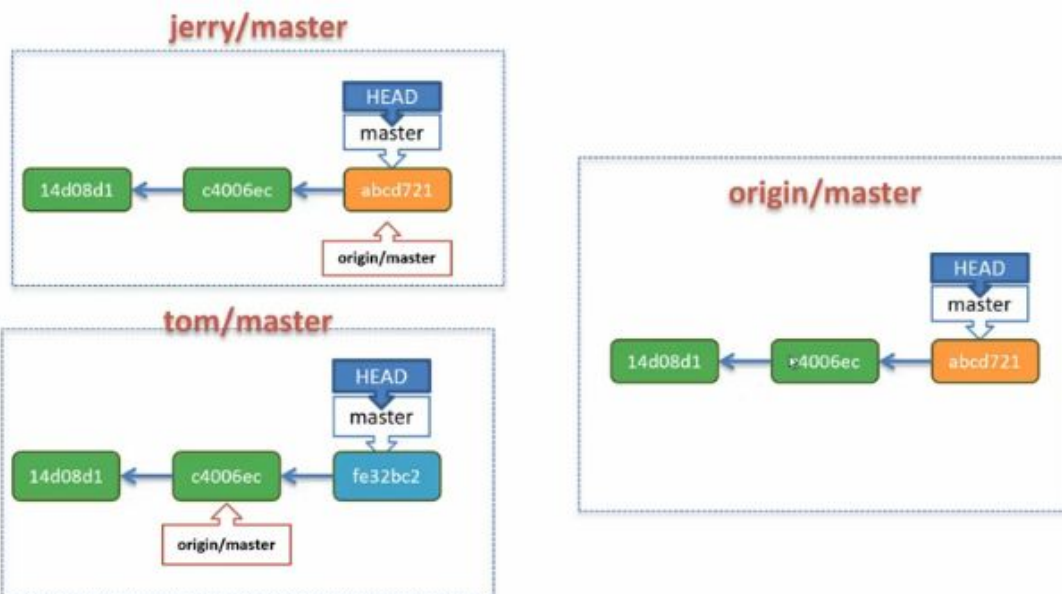 jerry/master
HEAD
master
14d08d1
c4006ec
abcd721
origin/master
tom/master
HEAD
master
14d08d1
c4006ec
fe32bc2
origin/master
origin/master
HEAD
master
14d08d1
c4006ec
abcd721